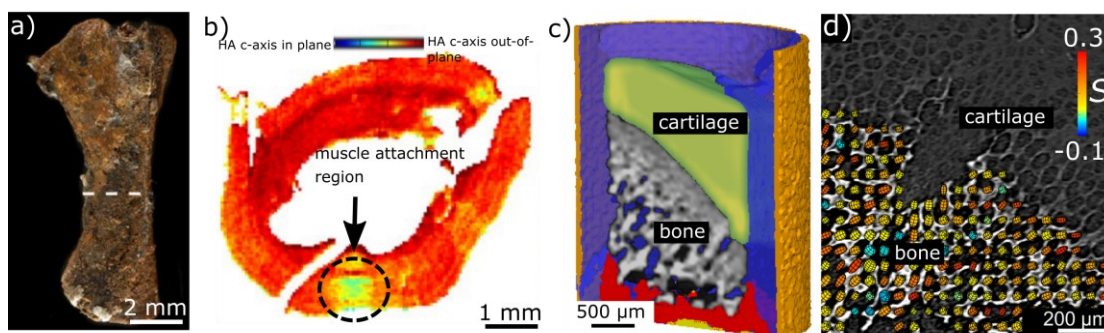 a)
2 mm
b)
HA c-axis in plane
HA c-axis out-of-
plane
muscle attachment
region
1 mm
c)
cartilage
bone
500 µm
d)
0.3
S
-0.1
cartilage
bone
200 µm